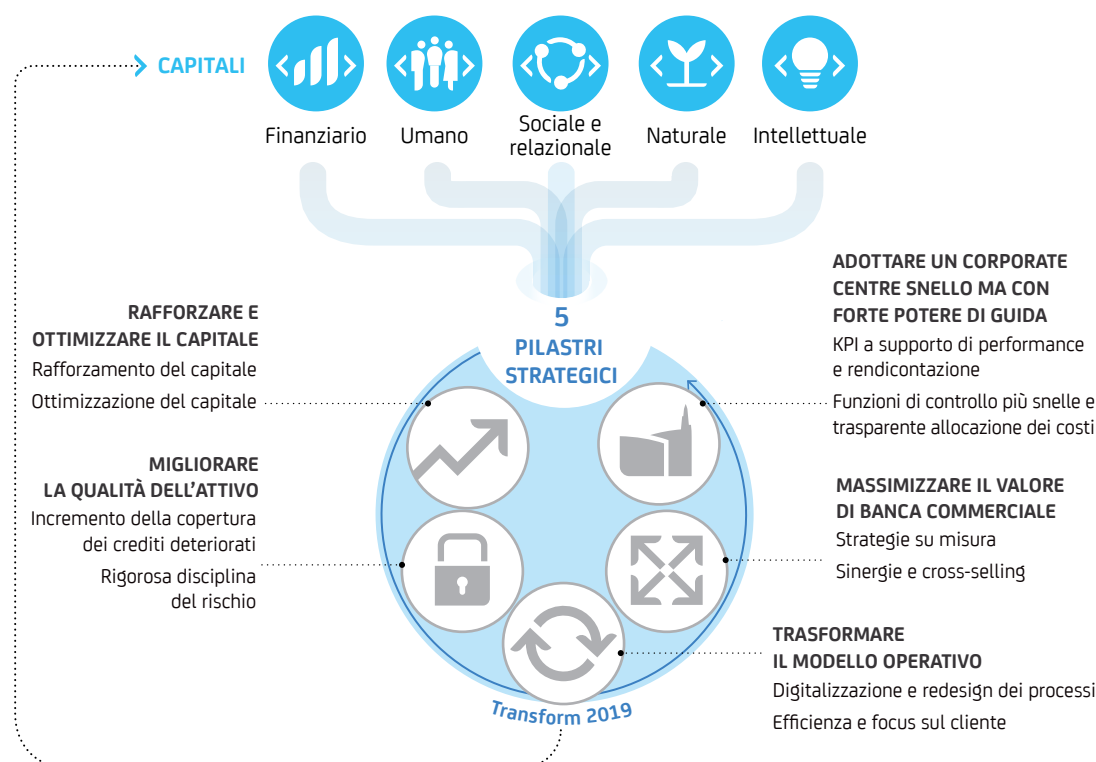 CAPITALI
Finanziario
Umano
Sociale e
relazionale
Naturale
Intellettuale
5
PILASTRI
STRATEGICI
RAFFORZARE E
OTTIMIZZARE IL CAPITALE
Rafforzamento del capitale
Ottimizzazione del capitale
MIGLIORARE
LA QUALITÀ DELL’ATTIVO
Incremento della copertura
dei crediti deteriorati
Rigorosa disciplina
del rischio
ADOTTARE UN CORPORATE
CENTRE SNELLO MA CON
FORTE POTERE DI GUIDA
KPI a supporto di performance
e rendicontazione
Funzioni di controllo più snelle e
trasparente allocazione dei costi
MASSIMIZZARE IL VALORE
DI BANCA COMMERCIALE
Strategie su misura
Sinergie e cross-selling
TRASFORMARE
IL MODELLO OPERATIVO
Digitalizzazione e redesign dei processi
Efficienza e focus sul cliente
Transform 2019